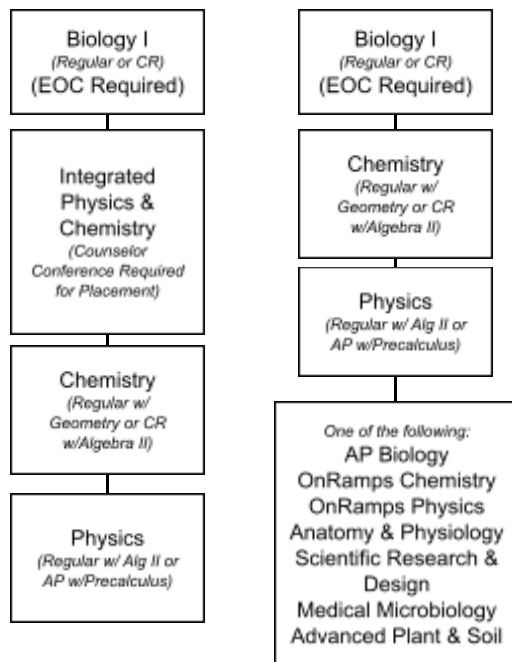 Biology I
(Regular or CR)
(EOC Required)
Integrated
Physics &
Chemistry
(Counselor
Conference Required
for Placement)
Chemistry
(Regular w/
Geometry or CR
w/Algebra II)
Physics
(Regular w/ Alg II or
AP w/Precalculus)
Biology I
(Regular or CR)
(EOC Required)
Chemistry
(Regular w/
Geometry or CR
w/Algebra II)
Physics
(Regular w/ Alg II or
AP w/Precalculus)
One of the following:
AP Biology
OnRamps Chemistry
OnRamps Physics
Anatomy & Physiology
Scientific Research &
Design
Medical Microbiology
Advanced Plant & Soil